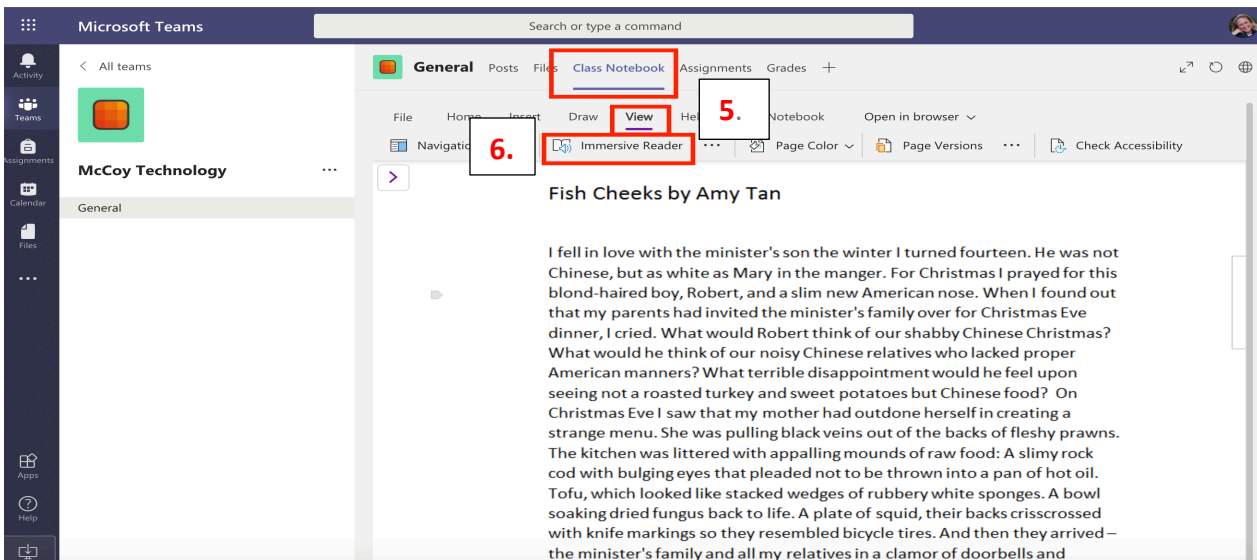 Microsoft Teams
Search or type a command
Activity
Teams
Assignments
Calendar
Files
Apps
Help
All teams
McCoy Technology
General
General Posts Files Class Notebook Assignments Grades
5.
File Home Insert Draw View Notebook Open in browser
6.
Immersive Reader Page Color Page Versions Check Accessibility
Fish Cheeks by Amy Tan
I fell in love with the minister's son the winter I turned fourteen. He was not
Chinese, but as white as Mary in the manger. For Christmas I prayed for this
blond-haired boy, Robert, and a slim new American nose. When I found out
that my parents had invited the minister's family over for Christmas Eve
dinner, I cried. What would Robert think of our shabby Chinese Christmas?
What would he think of our noisy Chinese relatives who lacked proper
American manners? What terrible disappointment would he feel upon
seeing not a roasted turkey and sweet potatoes but Chinese food? On
Christmas Eve I saw that my mother had outdone herself in creating a
strange menu. She was pulling black veins out of the backs of fleshy prawns.
The kitchen was littered with appalling mounds of raw food: A slimy rock
cod with bulging eyes that pleaded not to be thrown into a pan of hot oil.
Tofu, which looked like stacked wedges of rubbery white sponges. A bowl
soaking dried fungus back to life. A plate of squid, their backs crisscrossed
with knife markings so they resembled bicycle tires. And then they arrived –
the minister's family and all my relatives in a clamor of doorbells and